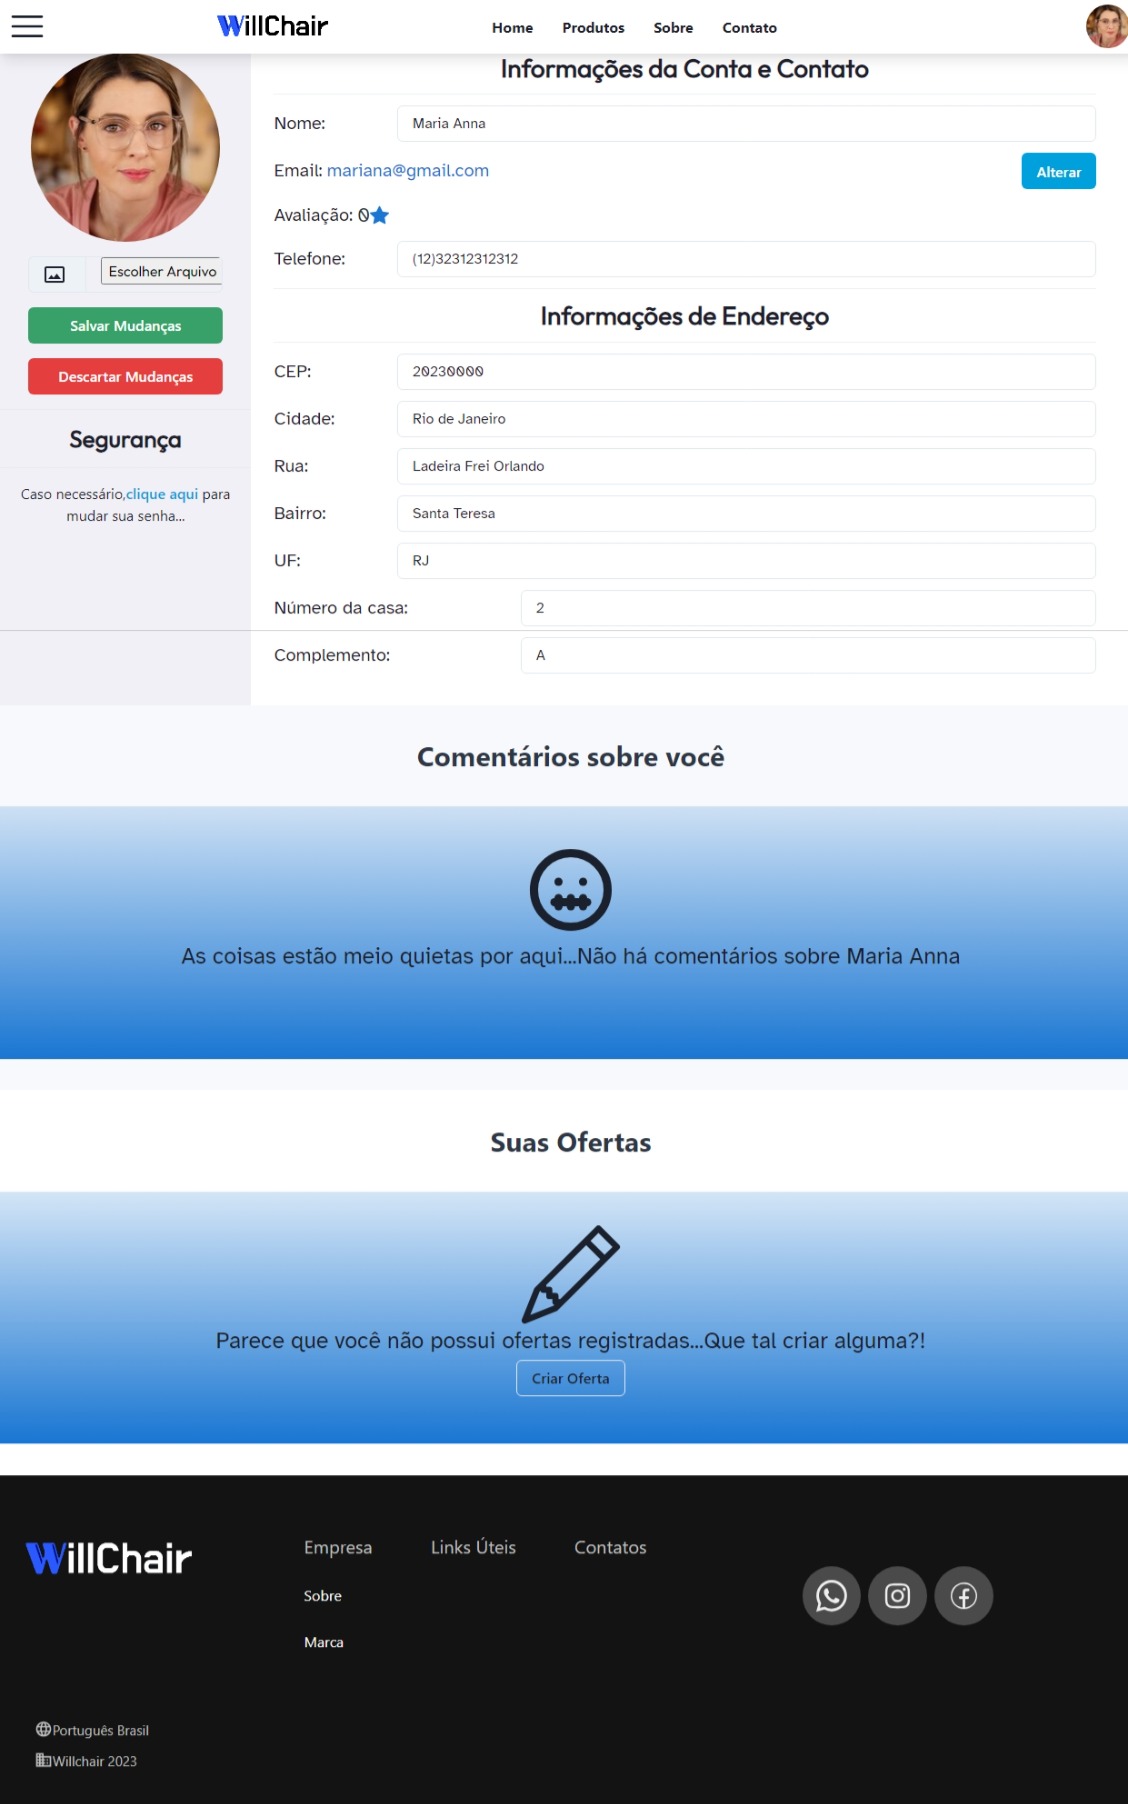 WillChair
Home Produtos Sobre Contato
Informações da Conta e Contato
Nome: Maria Anna
Email: mariana@gmail.com Alterar
Avaliação: 0
Telefone: (12)32312312312
Escolher Arquivo
Salvar Mudanças
Descartar Mudanças
Segurança
Caso necessário,clique aqui para
mudar sua senha...
Informações de Endereço
CEP: 20230000
Cidade: Rio de Janeiro
Rua: Ladeira Frei Orlando
Bairro: Santa Teresa
UF: RJ
Número da casa: 2
Complemento: A
Comentários sobre você
As coisas estão meio quietas por aqui...Não há comentários sobre Maria Anna
Suas Ofertas
Parece que você não possui ofertas registradas...Que tal criar alguma?!
Criar Oferta
WillChair
Empresa Links Úteis Contatos
Sobre
Marca
Português Brasil
Willchair 2023